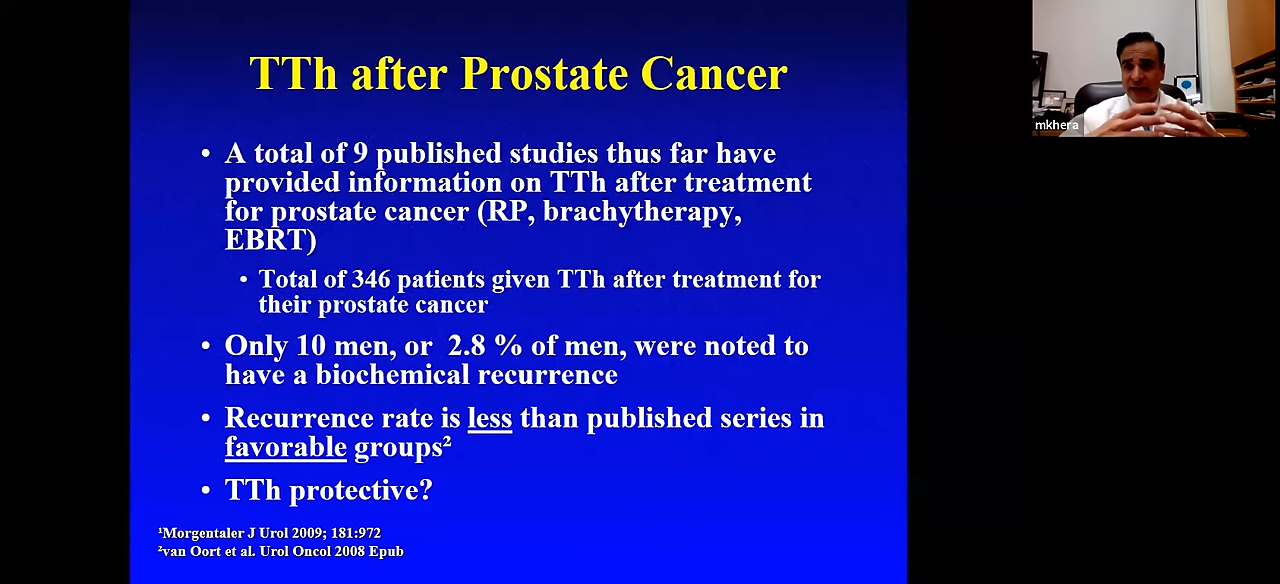 TTh after Prostate Cancer
• A total of 9 published studies thus far have
provided information on TTh after treatment
for prostate cancer (RP, brachytherapy,
EBRT)
• Total of 346 patients given TTh after treatment for
their prostate cancer
• Only 10 men, or  2.8 % of men, were noted to
have a biochemical recurrence
• Recurrence rate is less than published series in
favorable groups²
• TTh protective?
¹Morgentaler J Urol 2009; 181:972
²van Oort et al. Urol Oncol 2008 Epub
mkhera